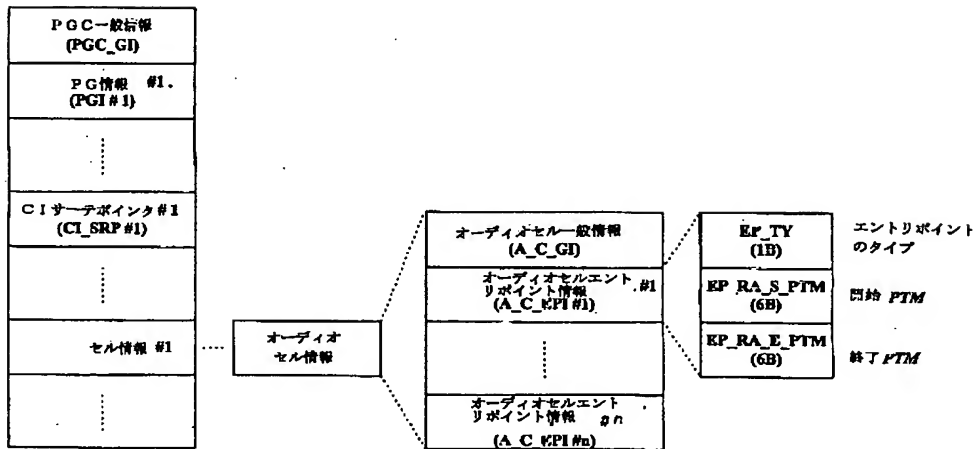 PGC一般情報
(PGC_GI)
PG情報 #1.
(PGI # 1)
CIサーチポインタ#1
(CI_SRP #1)
セル情報 #1
オーディオ
セル情報
オーディオセル一般情報
(A_C_GI)
オーディオセルエント
リポイント情報 #1
(A_C_EPI #1)
オーディオセルエント
リポイント情報 #n
(A_C_EPI #n)
EP_TY
(1B)
EP_RA_S_PTM
(6B)
EP_RA_E_PTM
(6B)
エントリポイント
のタイプ
開始 PTM
終了 PTM